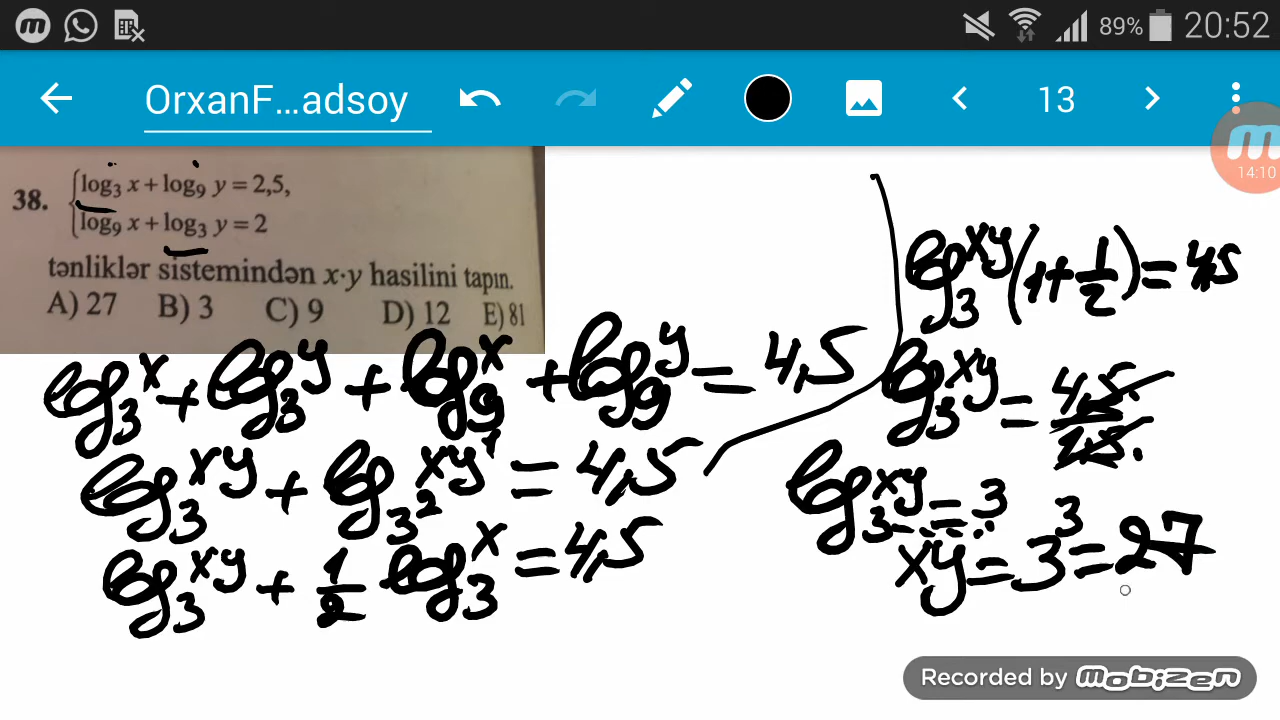 89% 20:52
OrxanF...adsoy 13
14:10
38. log₃ x + log₉ y = 2,5,
log₉ x + log₃ y = 2
tənliklər sistemindən x·y hasilini tapın.
A) 27 B) 3 C) 9 D) 12 E) 81
log₃ˣ + log₃ʸ + log₉ˣ + log₉ʸ = 4,5
log₃ˣʸ + log₃²ˣʸ¹ = 4,5
log₃ˣʸ + 1/2 log₃ˣ = 4,5
log₃ˣʸ (1 + 1/2) = 4,5
log₃ˣʸ = 4,5/1.5.
log₃ˣʸ = 3
xy = 3³ = 27
Recorded by mobizen